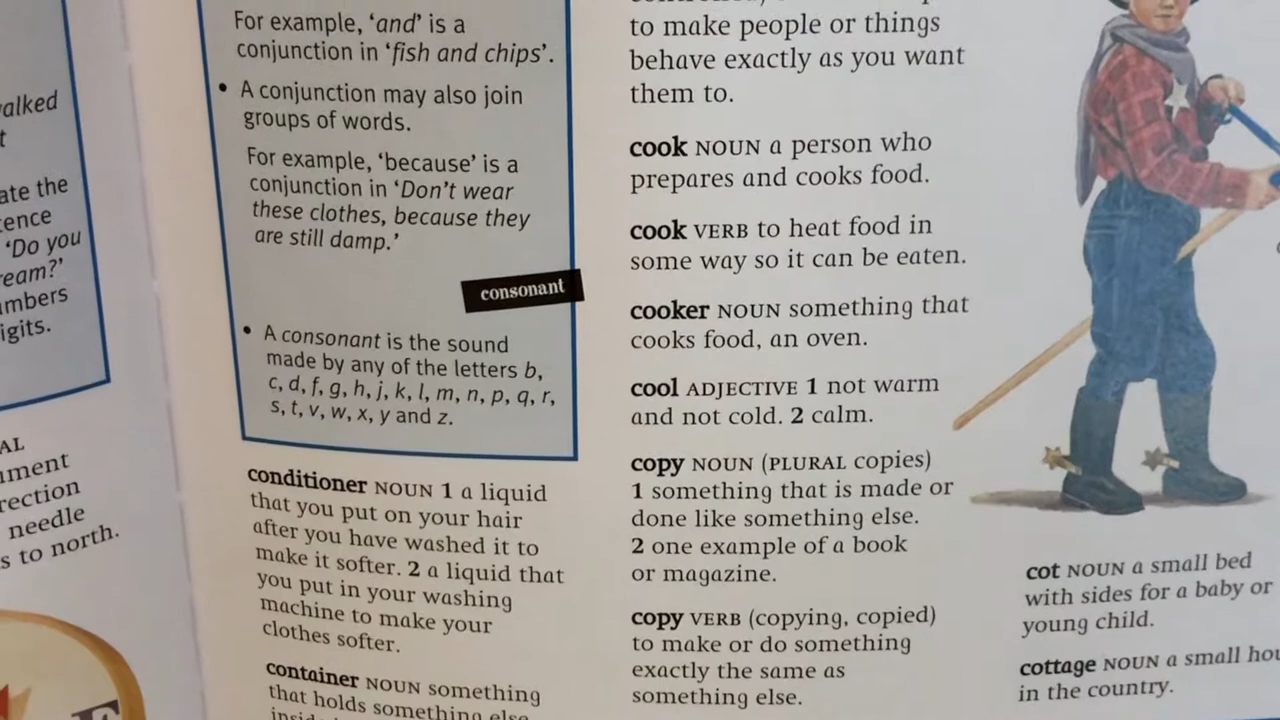 walked
ate the
'Do you
ream?'
igits.
AL
rection
needle
s to north.
For example, 'and' is a
conjunction in 'fish and chips'.
• A conjunction may also join
groups of words.
For example, 'because' is a
conjunction in 'Don't wear
these clothes, because they
are still damp.'
consonant
• A consonant is the sound
made by any of the letters b,
c, d, f, g, h, j, k, l, m, n, p, q, r,
s, t, v, w, x, y and z.
conditioner NOUN 1 a liquid
that you put on your hair
after you have washed it to
make it softer. 2 a liquid that
you put in your washing
machine to make your
clothes softer.
container NOUN something
that holds something else
to make people or things
behave exactly as you want
them to.
cook NOUN a person who
prepares and cooks food.
cook VERB to heat food in
some way so it can be eaten.
cooker NOUN something that
cooks food, an oven.
cool ADJECTIVE 1 not warm
and not cold. 2 calm.
copy NOUN (PLURAL copies)
1 something that is made or
done like something else.
2 one example of a book
or magazine.
copy VERB (copying, copied)
to make or do something
exactly the same as
something else.
cot NOUN a small bed
with sides for a baby or
young child.
cottage NOUN a small hou
in the country.